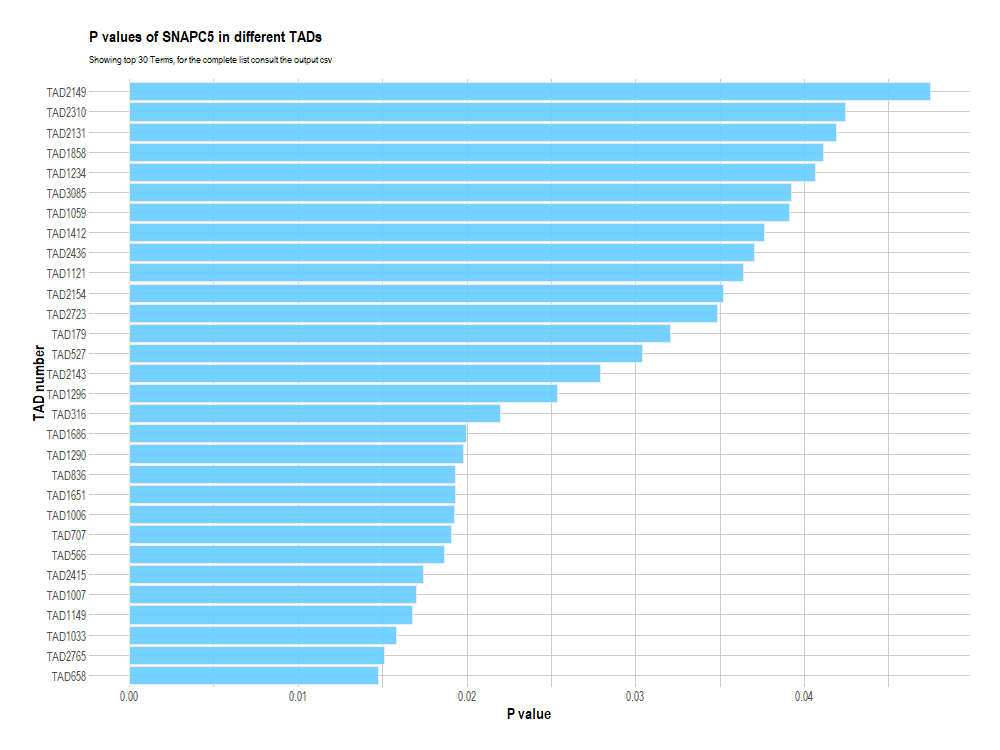 P values of SNAPC5 in different TADs
Showing top 30 Terms, for the complete list consult the output csv
TAD number
TAD2149
TAD2310
TAD2131
TAD1858
TAD1234
TAD3085
TAD1059
TAD1412
TAD2436
TAD1121
TAD2154
TAD2723
TAD179
TAD527
TAD2143
TAD1296
TAD316
TAD1686
TAD1290
TAD836
TAD1651
TAD1006
TAD707
TAD566
TAD2415
TAD1007
TAD1149
TAD1033
TAD2765
TAD658
0.00 0.01 0.02 0.03 0.04
P value